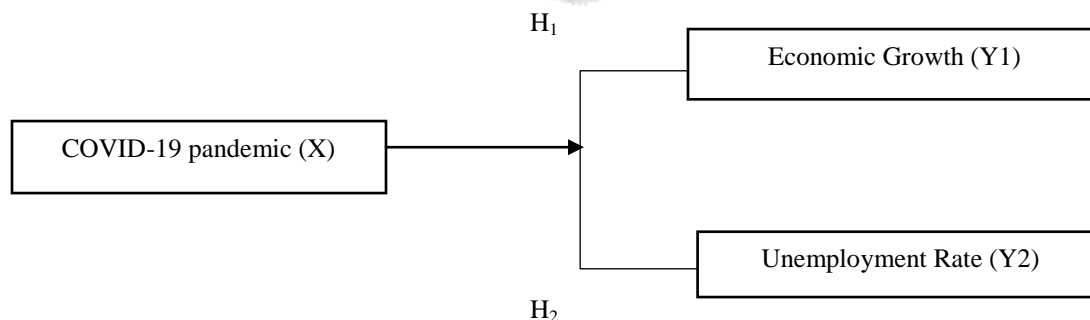 H₁
Economic Growth (Y1)
COVID-19 pandemic (X)
Unemployment Rate (Y2)
H₂